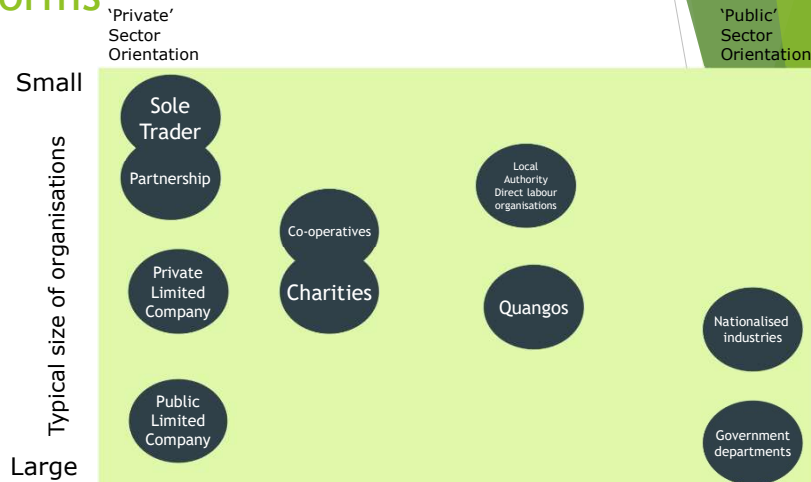 orms
‘Private’
Sector
Orientation
‘Public’
Sector
Orientation
Small
Typical size of organisations
Large
Sole
Trader
Partnership
Private
Limited
Company
Public
Limited
Company
Co-operatives
Charities
Local
Authority
Direct labour
organisations
Quangos
Nationalised
industries
Government
departments